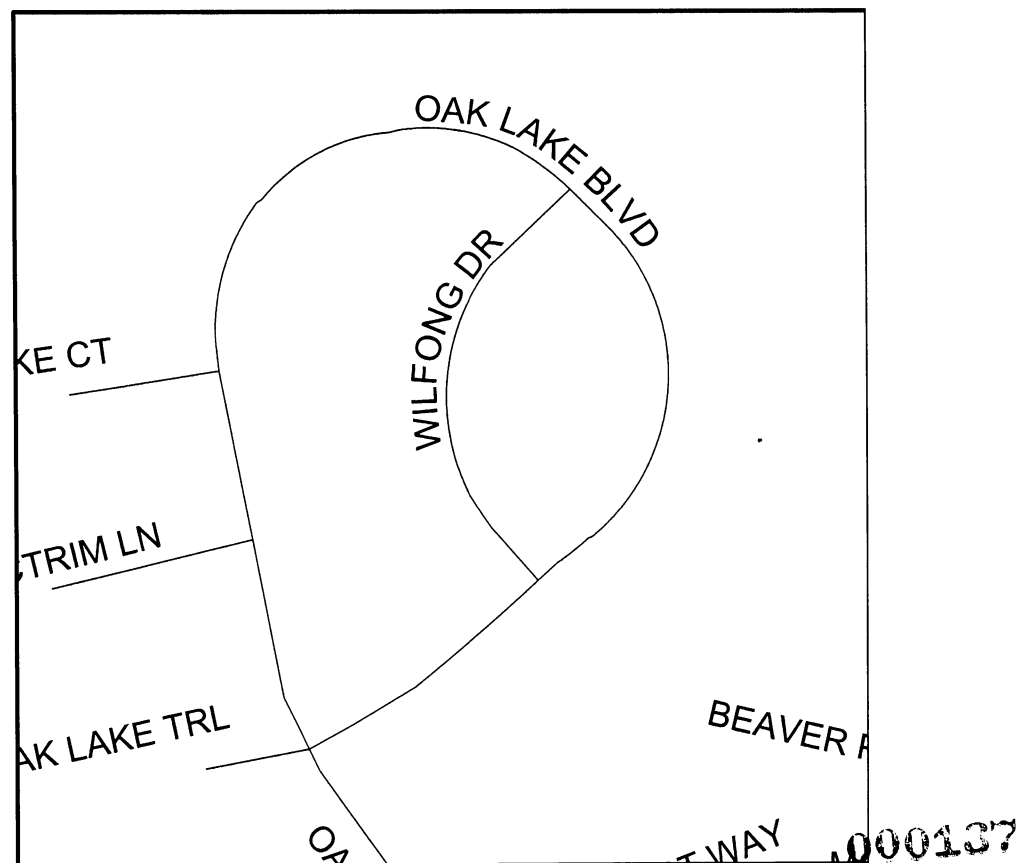 OAK LAKE BLVD
WILFONG DR
KE CT
TRIM LN
AK LAKE TRL
BEAVER
OA
WAY
000137